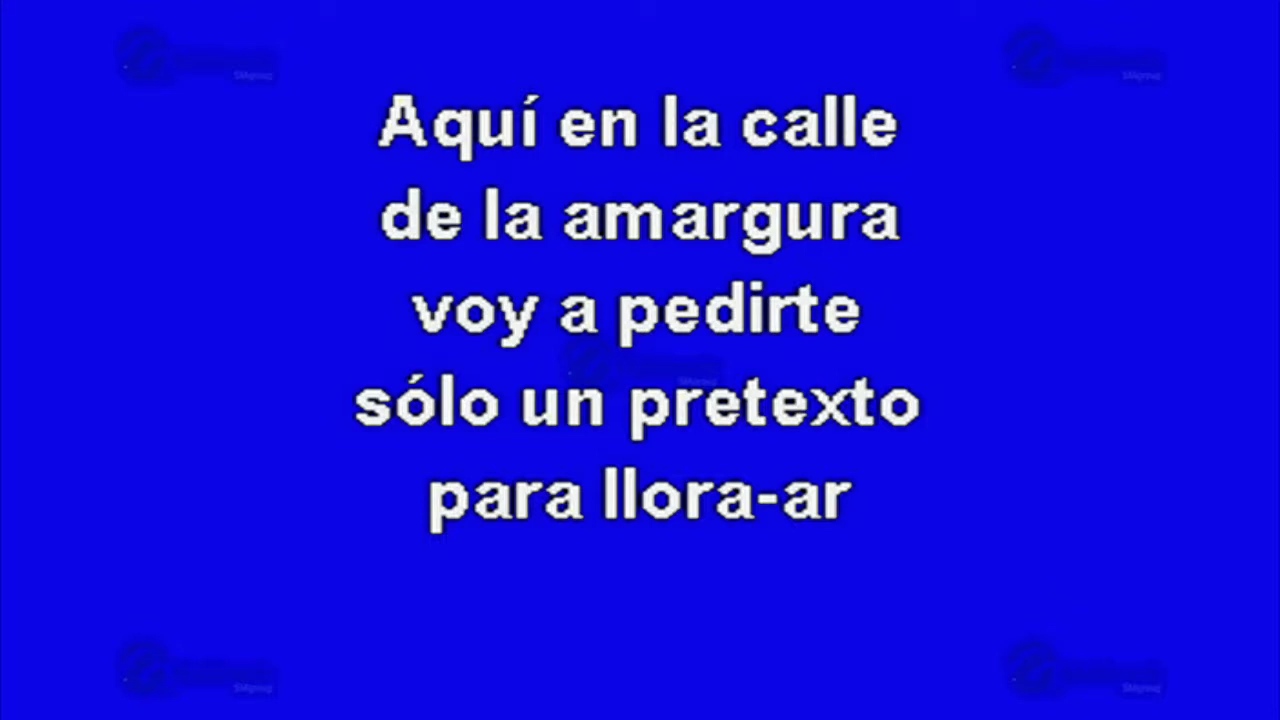 Aquí en la calle
de la amargura
voy a pedirte
sólo un pretexto
para llora-ar